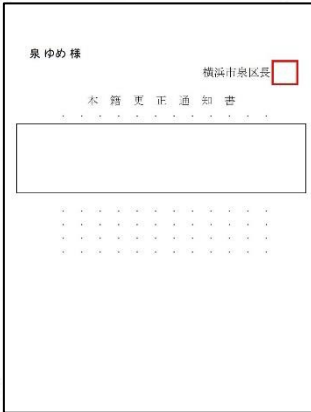 泉 ゆめ 様
横浜市泉区長
本 籍 更 正 通 知 書